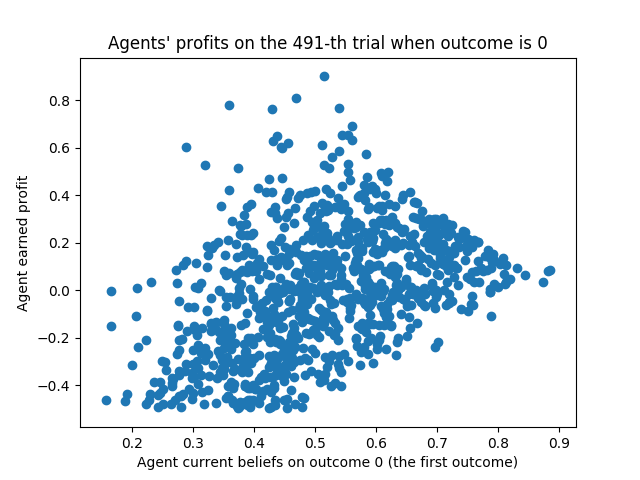 Agents' profits on the 491-th trial when outcome is 0
0.8
0.6
0.4
0.2
0.0
−0.2
−0.4
Agent earned profit
0.2 0.3 0.4 0.5 0.6 0.7 0.8 0.9
Agent current beliefs on outcome 0 (the first outcome)